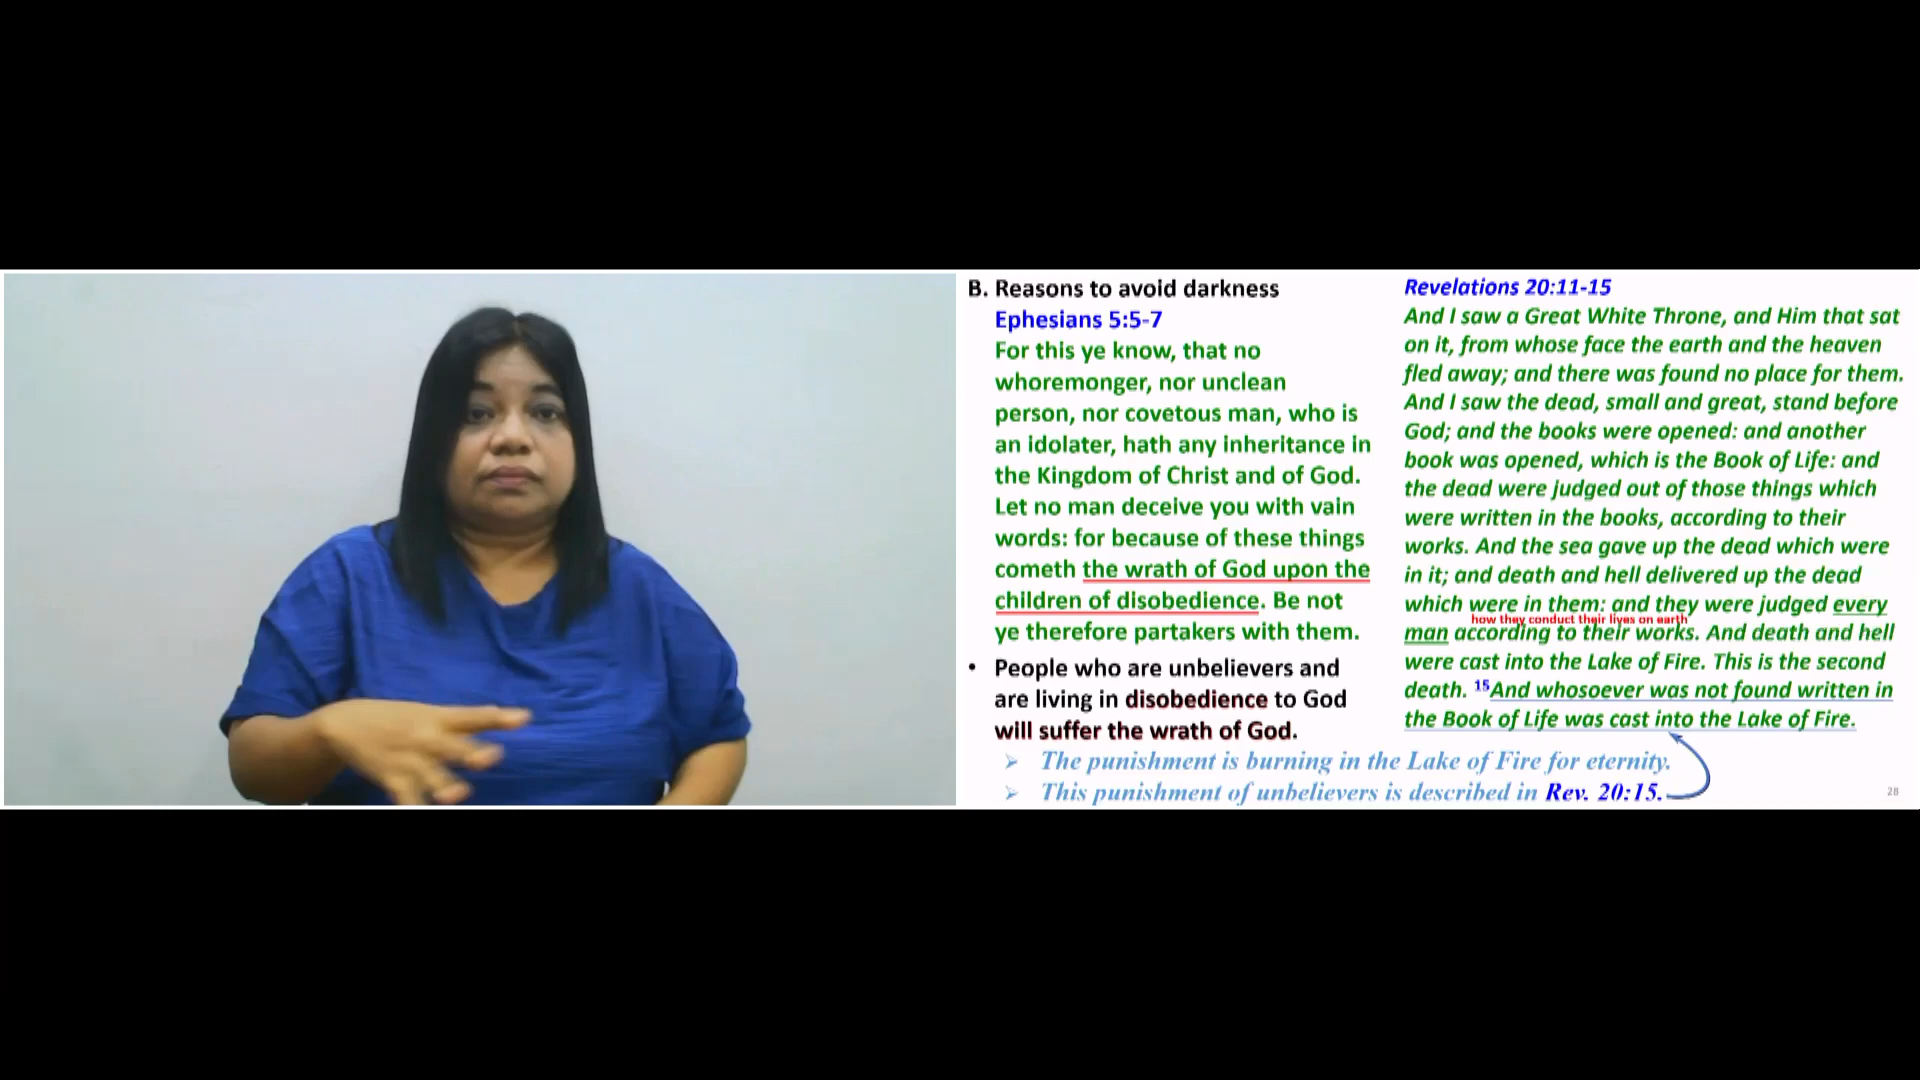 B. Reasons to avoid darkness
Ephesians 5:5-7
For this ye know, that no
whoremonger, nor unclean
person, nor covetous man, who is
an idolater, hath any inheritance in
the Kingdom of Christ and of God.
Let no man deceive you with vain
words: for because of these things
cometh the wrath of God upon the
children of disobedience. Be not
ye therefore partakers with them.
• People who are unbelievers and
are living in disobedience to God
will suffer the wrath of God.
➢ The punishment is burning in the Lake of Fire for eternity.
➢ This punishment of unbelievers is described in Rev. 20:15.
Revelations 20:11-15
And I saw a Great White Throne, and Him that sat
on it, from whose face the earth and the heaven
fled away; and there was found no place for them.
And I saw the dead, small and great, stand before
God; and the books were opened: and another
book was opened, which is the Book of Life: and
the dead were judged out of those things which
were written in the books, according to their
works. And the sea gave up the dead which were
in it; and death and hell delivered up the dead
which were in them: and they were judged every
how they conduct their lives on earth
man according to their works. And death and hell
were cast into the Lake of Fire. This is the second
death. 15And whosoever was not found written in
the Book of Life was cast into the Lake of Fire.
28